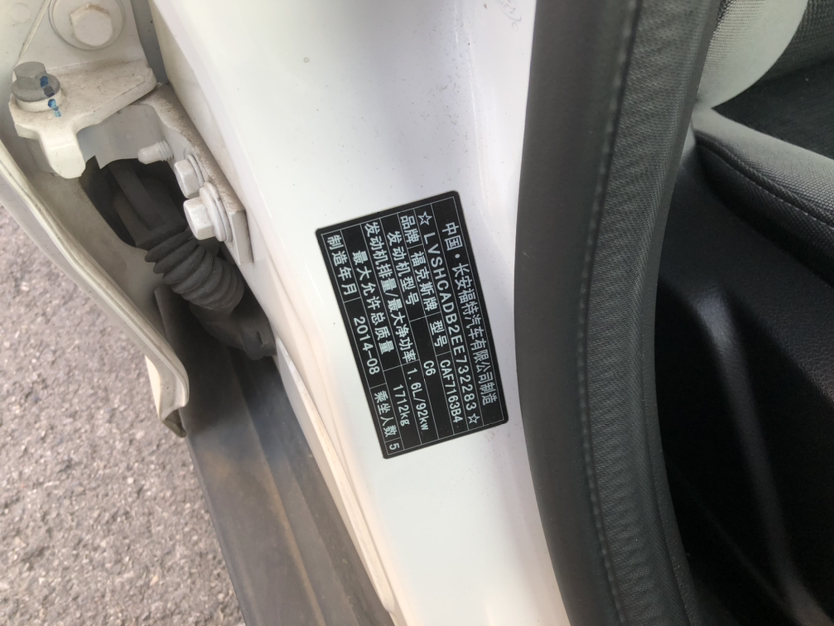 中国·长安福特汽车有限公司制造
☆LVSHCADB2EE732283☆
品牌 福克斯牌 型号 CAF7163B4
发动机型号 C6
发动机排量/最大净功率 1.6L/92kw
最大允许总质量 1712kg
制造年月 2014-08 乘坐人数 5